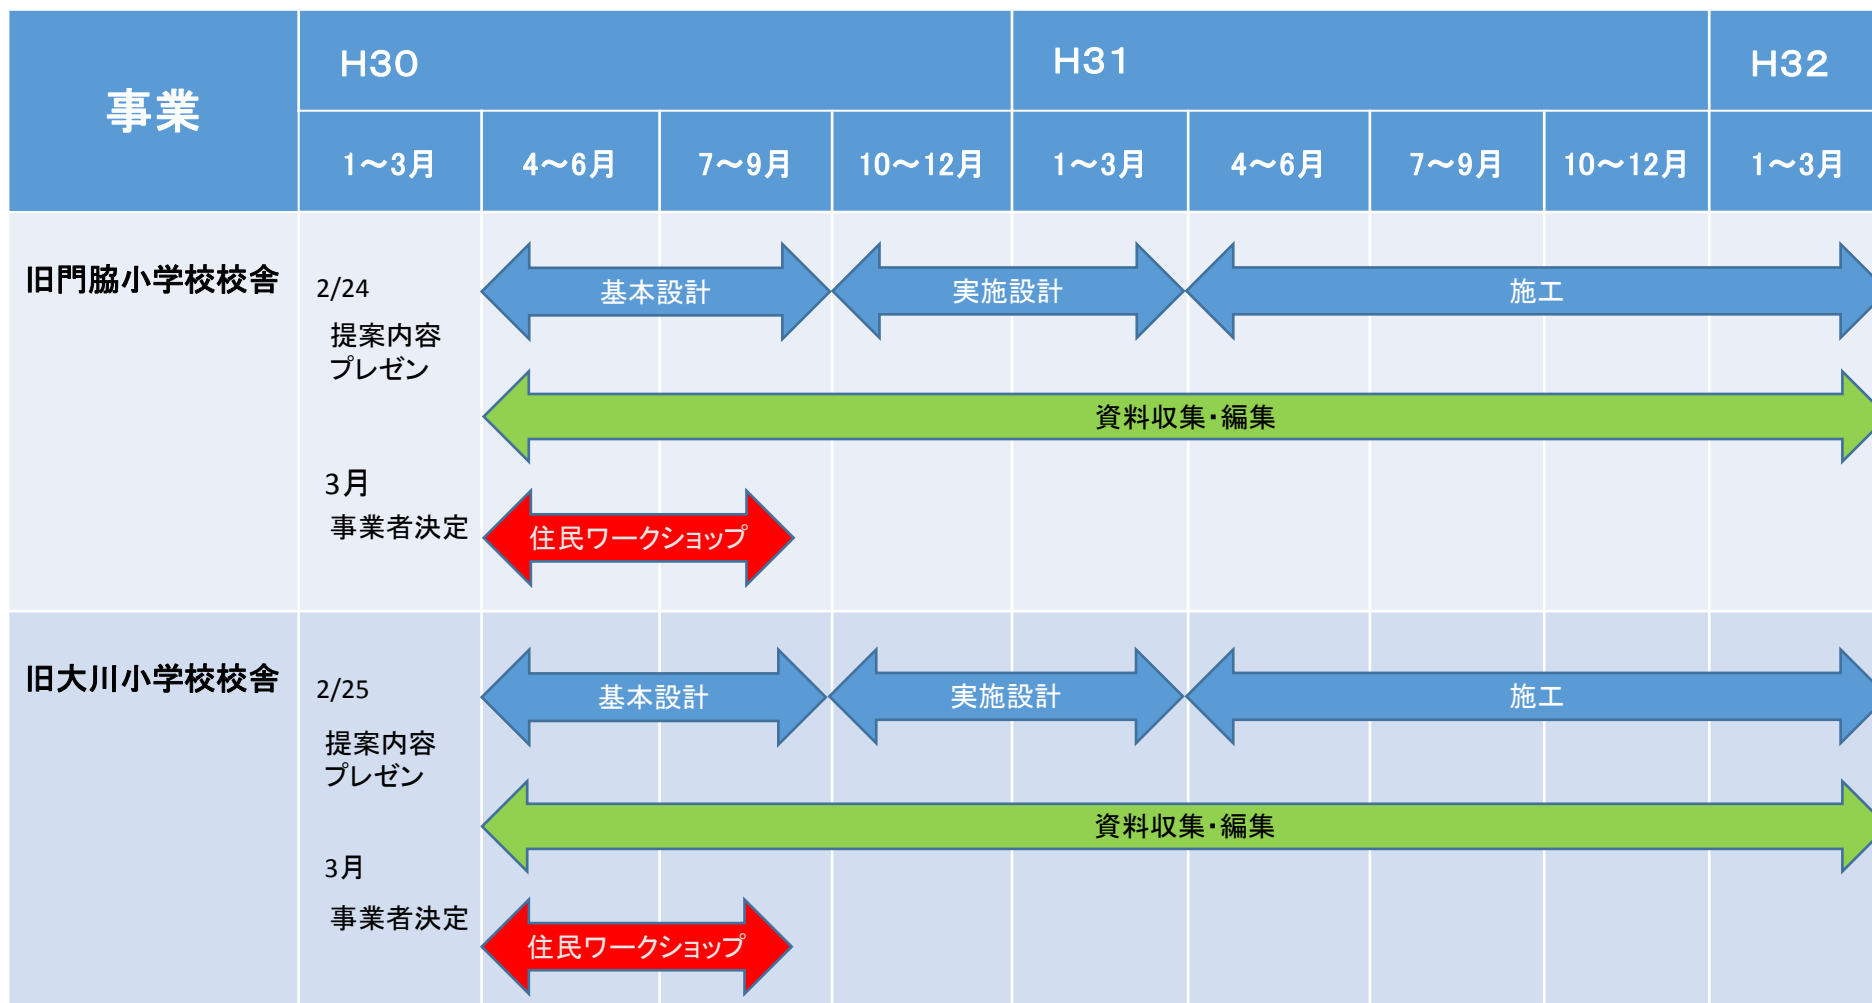 事業
H30
H31
H32
1～3月
4～6月
7～9月
10～12月
1～3月
4～6月
7～9月
10～12月
1～3月
旧門脇小学校校舎
2/24
提案内容
プレゼン
3月
事業者決定
基本設計
実施設計
施工
資料収集・編集
住民ワークショップ
旧大川小学校校舎
2/25
提案内容
プレゼン
3月
事業者決定
基本設計
実施設計
施工
資料収集・編集
住民ワークショップ